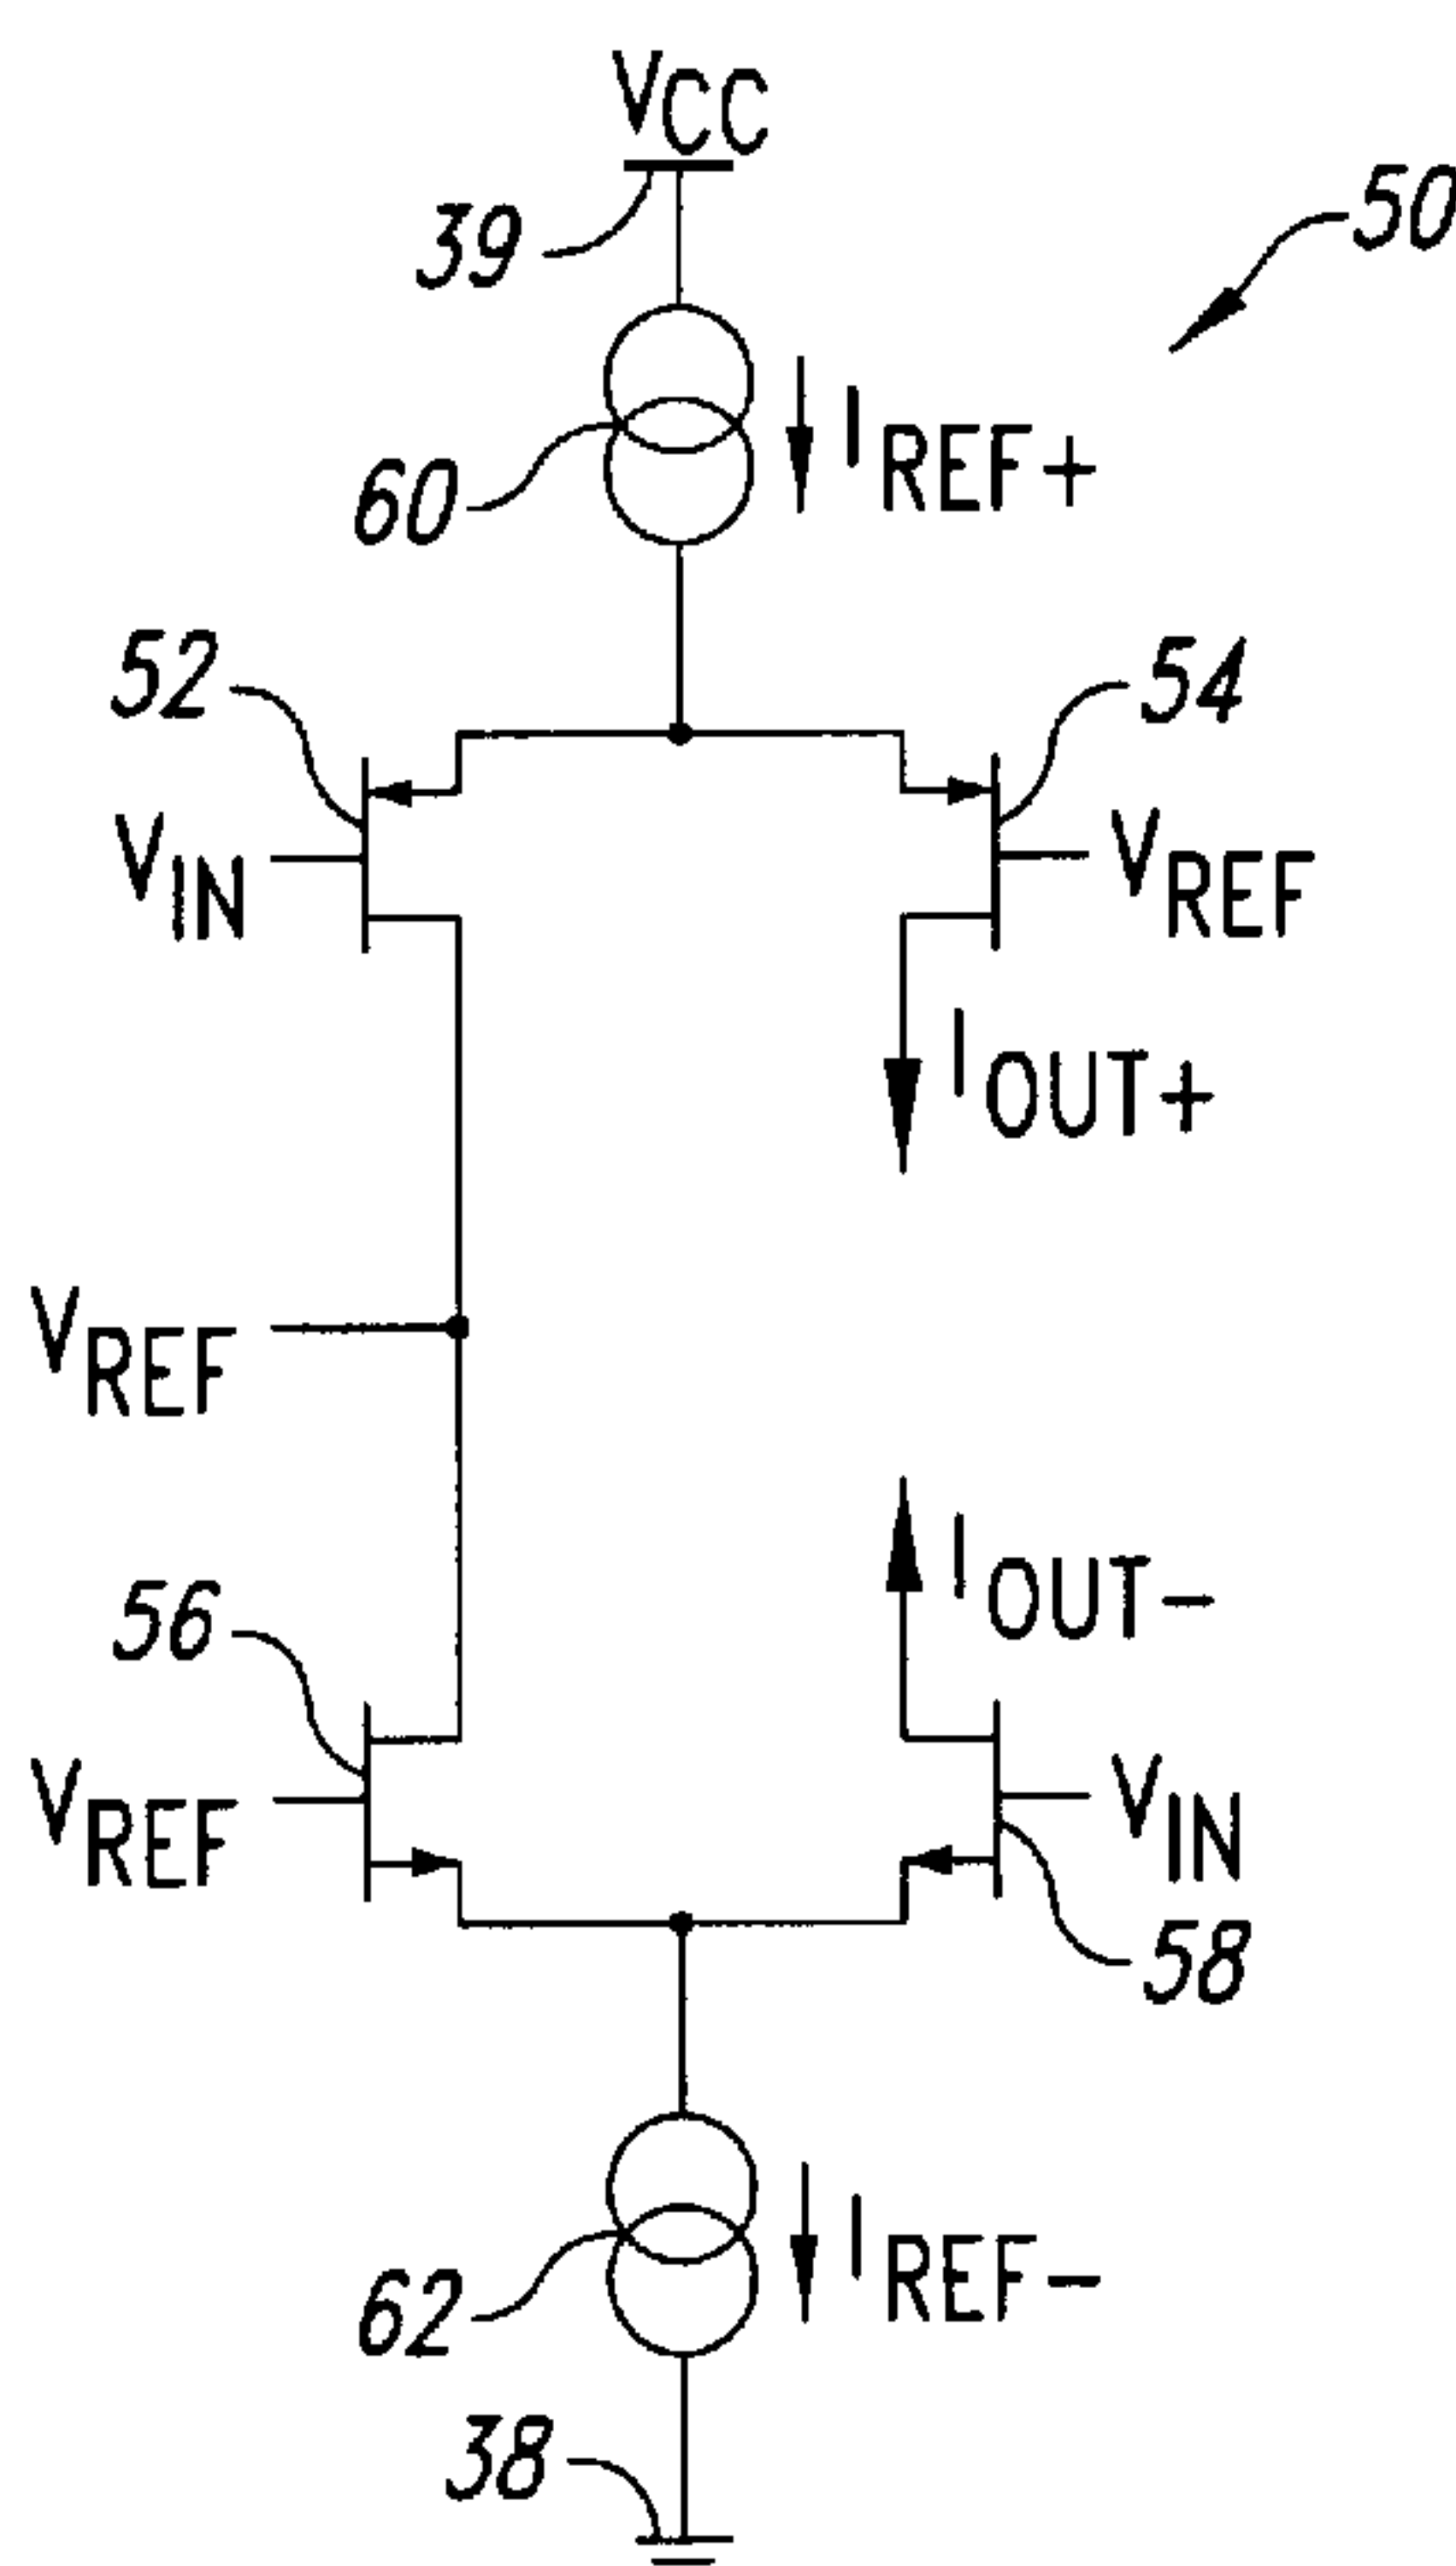 VCC
39
50
60
IREF+
52
54
VIN
VREF
IOUT+
VREF
IOUT-
56
VREF
VIN
58
62
IREF-
38